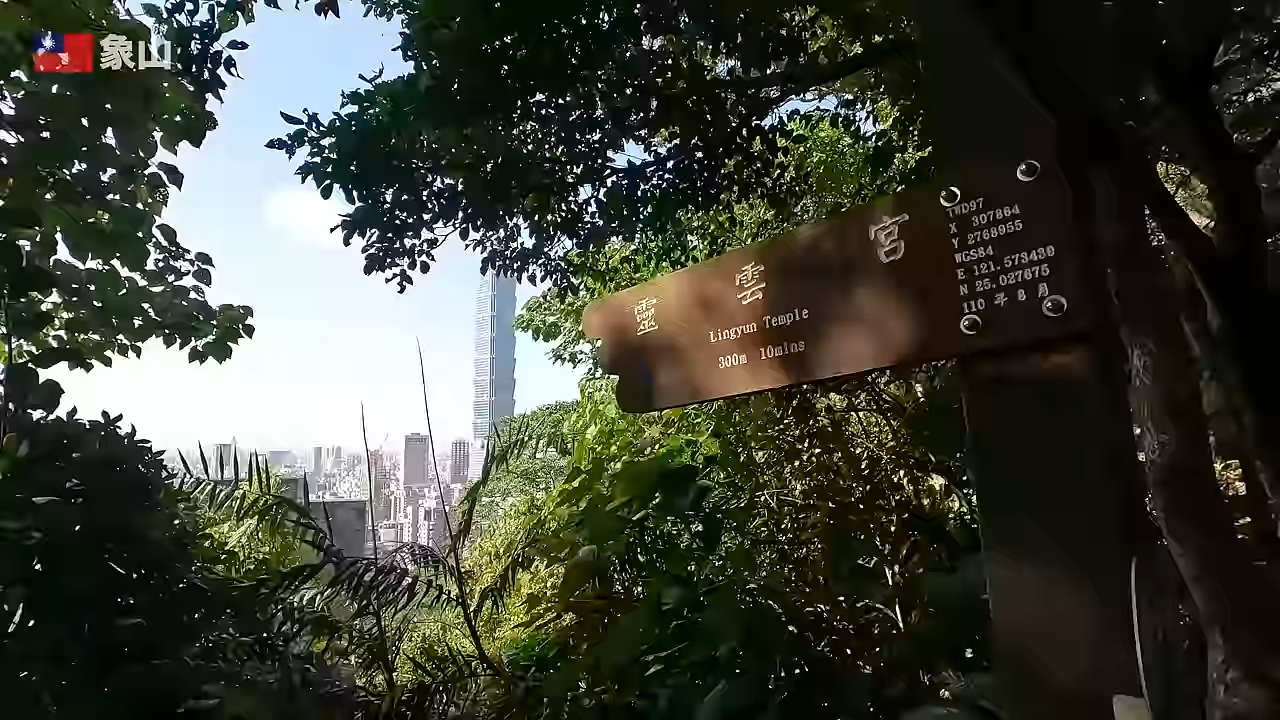 象山
靈雲宮
Lingyun Temple
300m 10mins
TWD97
X 307864
Y 2768955
WGS84
E 121.573430
N 25.027675
110 年 8 月